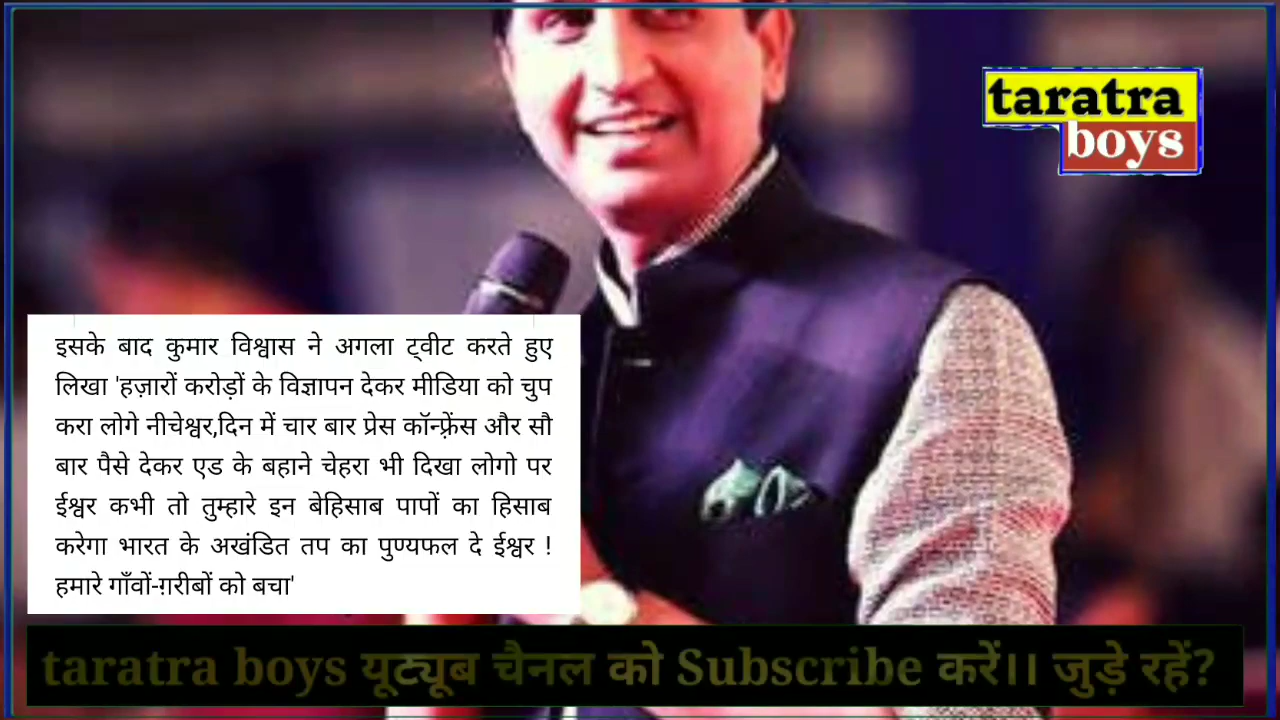 taratra
boys
इसके बाद कुमार विश्वास ने अगला ट्वीट करते हुए
लिखा 'हज़ारों करोड़ों के विज्ञापन देकर मीडिया को चुप
करा लोगे नीचेश्वर,दिन में चार बार प्रेस कॉन्फ़्रेंस और सौ
बार पैसे देकर एड के बहाने चेहरा भी दिखा लोगो पर
ईश्वर कभी तो तुम्हारे इन बेहिसाब पापों का हिसाब
करेगा भारत के अखंडित तप का पुण्यफल दे ईश्वर !
हमारे गाँवों-ग़रीबों को बचा'
taratra boys यूट्यूब चैनल को Subscribe करें।। जुड़े रहें?